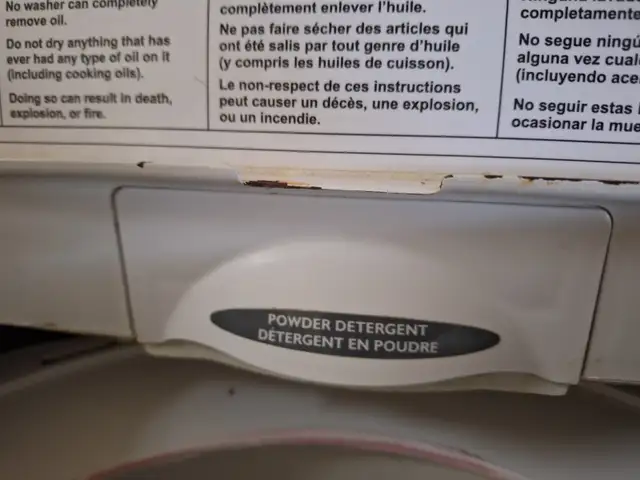 No washer can completely
remove oil.
Do not dry anything that has
ever had any type of oil on it
(including cooking oils).
Doing so can result in death,
explosion, or fire.
complètement enlever l'huile.
Ne pas faire sécher des articles qui
ont été salis par tout genre d'huile
(y compris les huiles de cuisson).
Le non-respect de ces instructions
peut causer un décès, une explosion,
ou un incendie.
completamente
No segue ningú
alguna vez cual
(incluyendo ace
No seguir estas
ocasionar la mue
POWDER DETERGENT
DÉTERGENT EN POUDRE